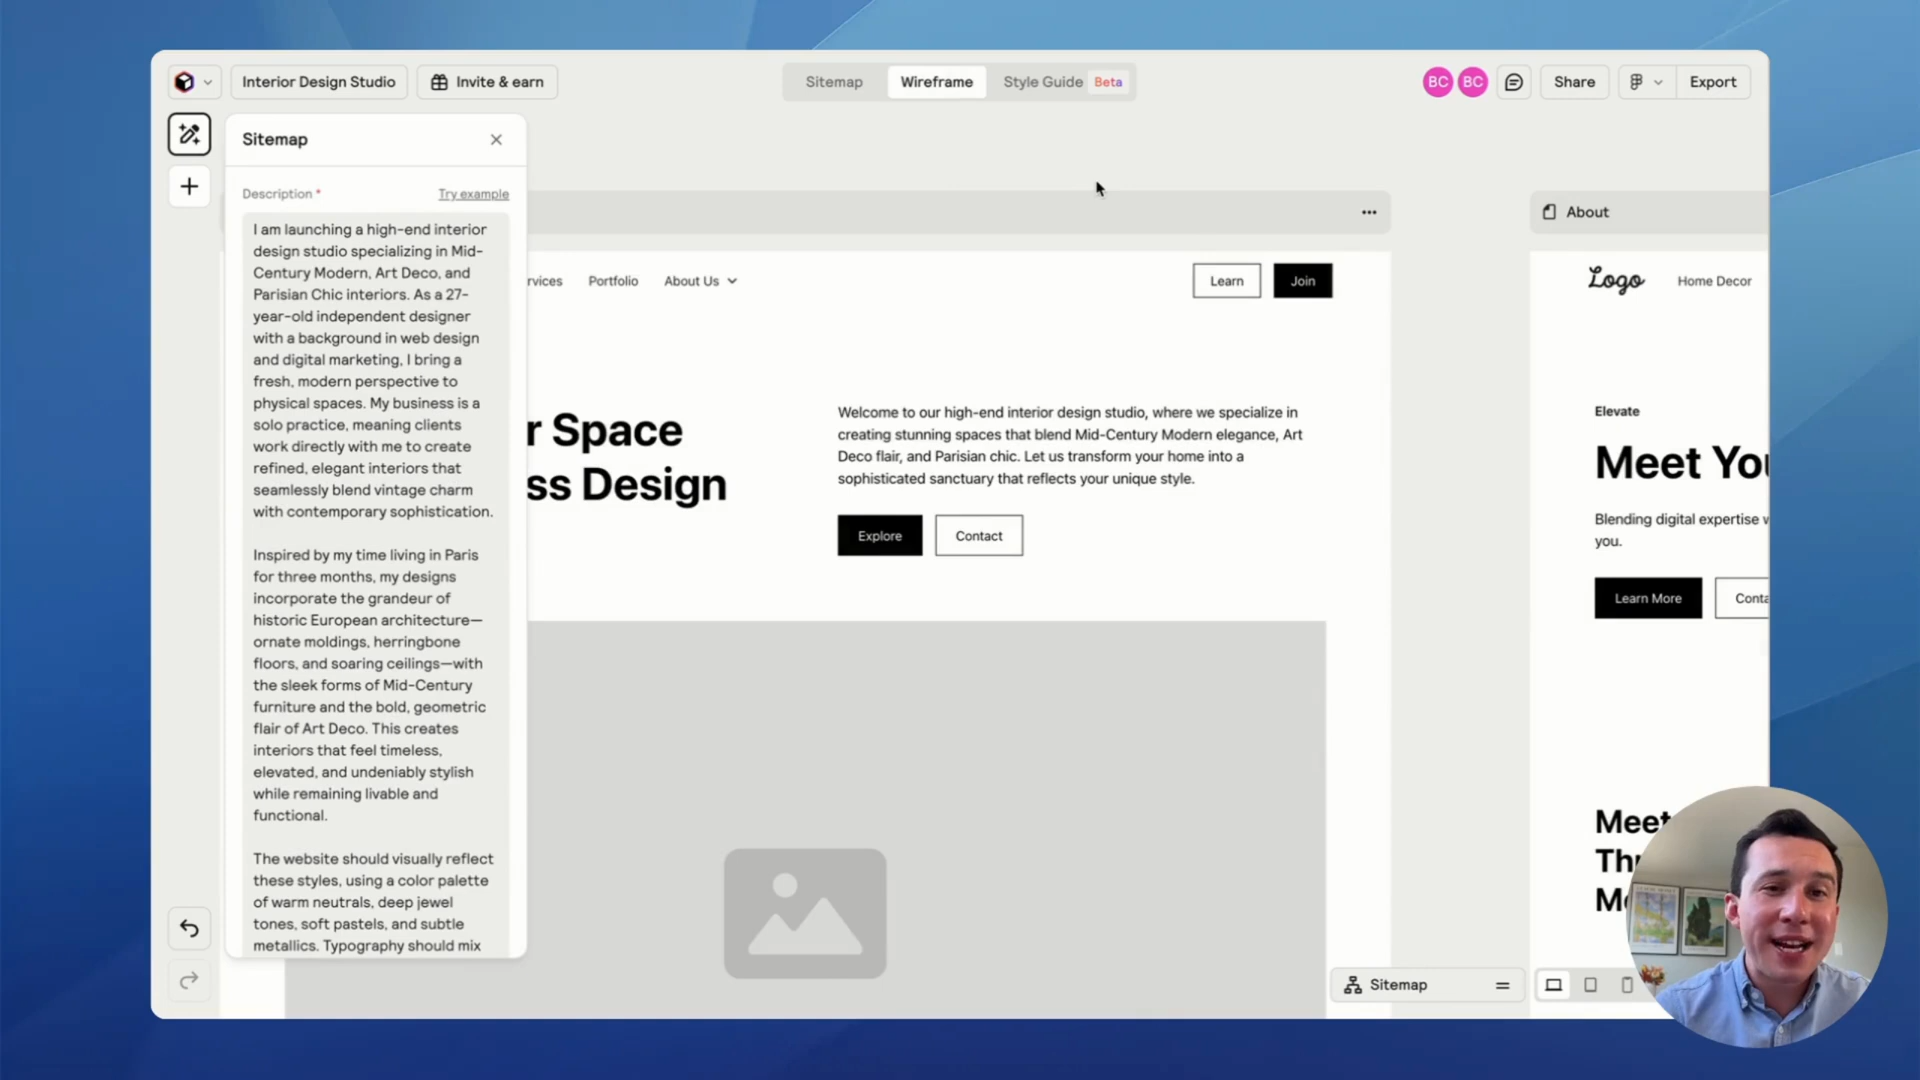 Interior Design Studio
Invite & earn
Sitemap
Wireframe
Style Guide Beta
BC
BC
Share
Export
Sitemap
Description *
Try example
I am launching a high-end interior
design studio specializing in Mid-
Century Modern, Art Deco, and
Parisian Chic interiors. As a 27-
year-old independent designer
with a background in web design
and digital marketing, I bring a
fresh, modern perspective to
physical spaces. My business is a
solo practice, meaning clients
work directly with me to create
refined, elegant interiors that
seamlessly blend vintage charm
with contemporary sophistication.
Inspired by my time living in Paris
for three months, my designs
incorporate the grandeur of
historic European architecture—
ornate moldings, herringbone
floors, and soaring ceilings—with
the sleek forms of Mid-Century
furniture and the bold, geometric
flair of Art Deco. This creates
interiors that feel timeless,
elevated, and undeniably stylish
while remaining livable and
functional.
The website should visually reflect
these styles, using a color palette
of warm neutrals, deep jewel
tones, soft pastels, and subtle
metallics. Typography should mix
rvices
Portfolio
About Us
Learn
Join
r Space
ss Design
Welcome to our high-end interior design studio, where we specialize in
creating stunning spaces that blend Mid-Century Modern elegance, Art
Deco flair, and Parisian chic. Let us transform your home into a
sophisticated sanctuary that reflects your unique style.
Explore
Contact
About
Logo
Home Decor
Elevate
Meet You
Blending digital expertise w
you.
Learn More
Conta
Meet
Thr
Mo
Sitemap